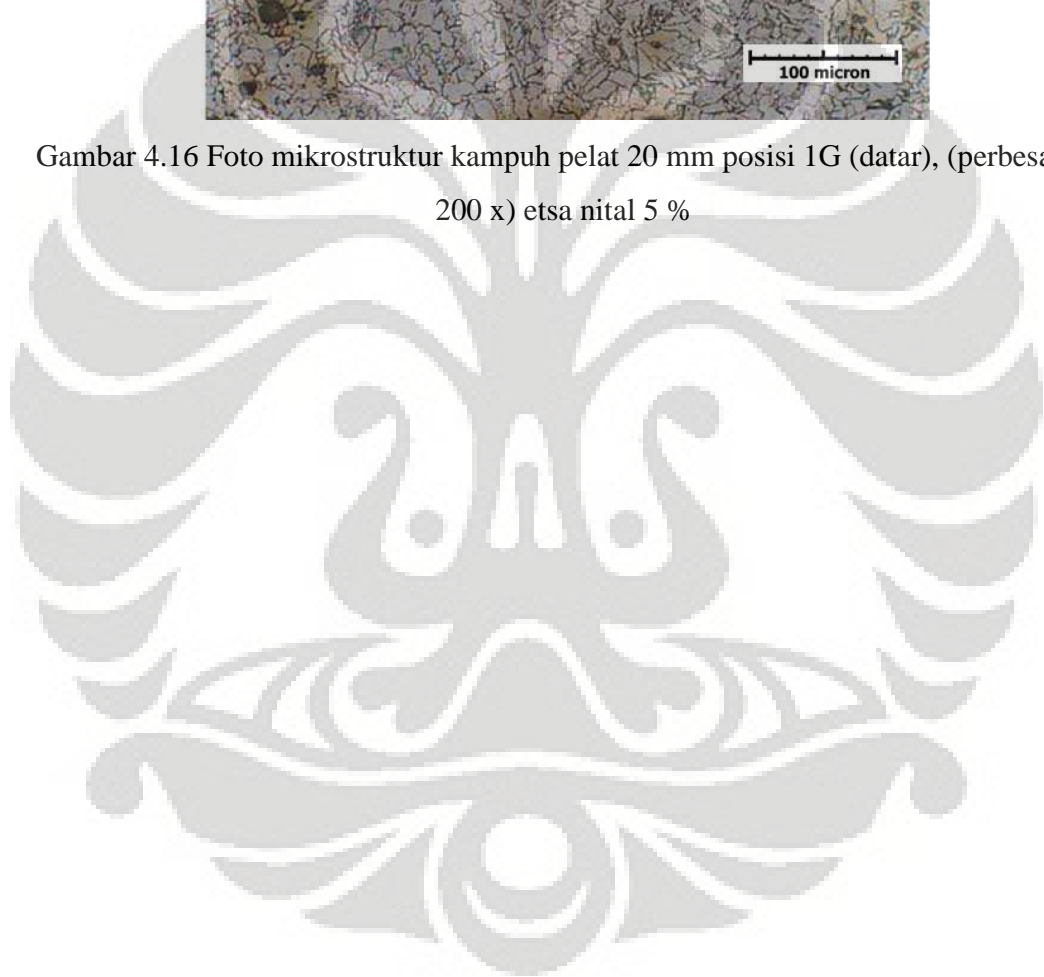 100 micron
Gambar 4.16 Foto mikrostruktur kampuh pelat 20 mm posisi 1G (datar), (perbesa
200 x) etsa nital 5 %